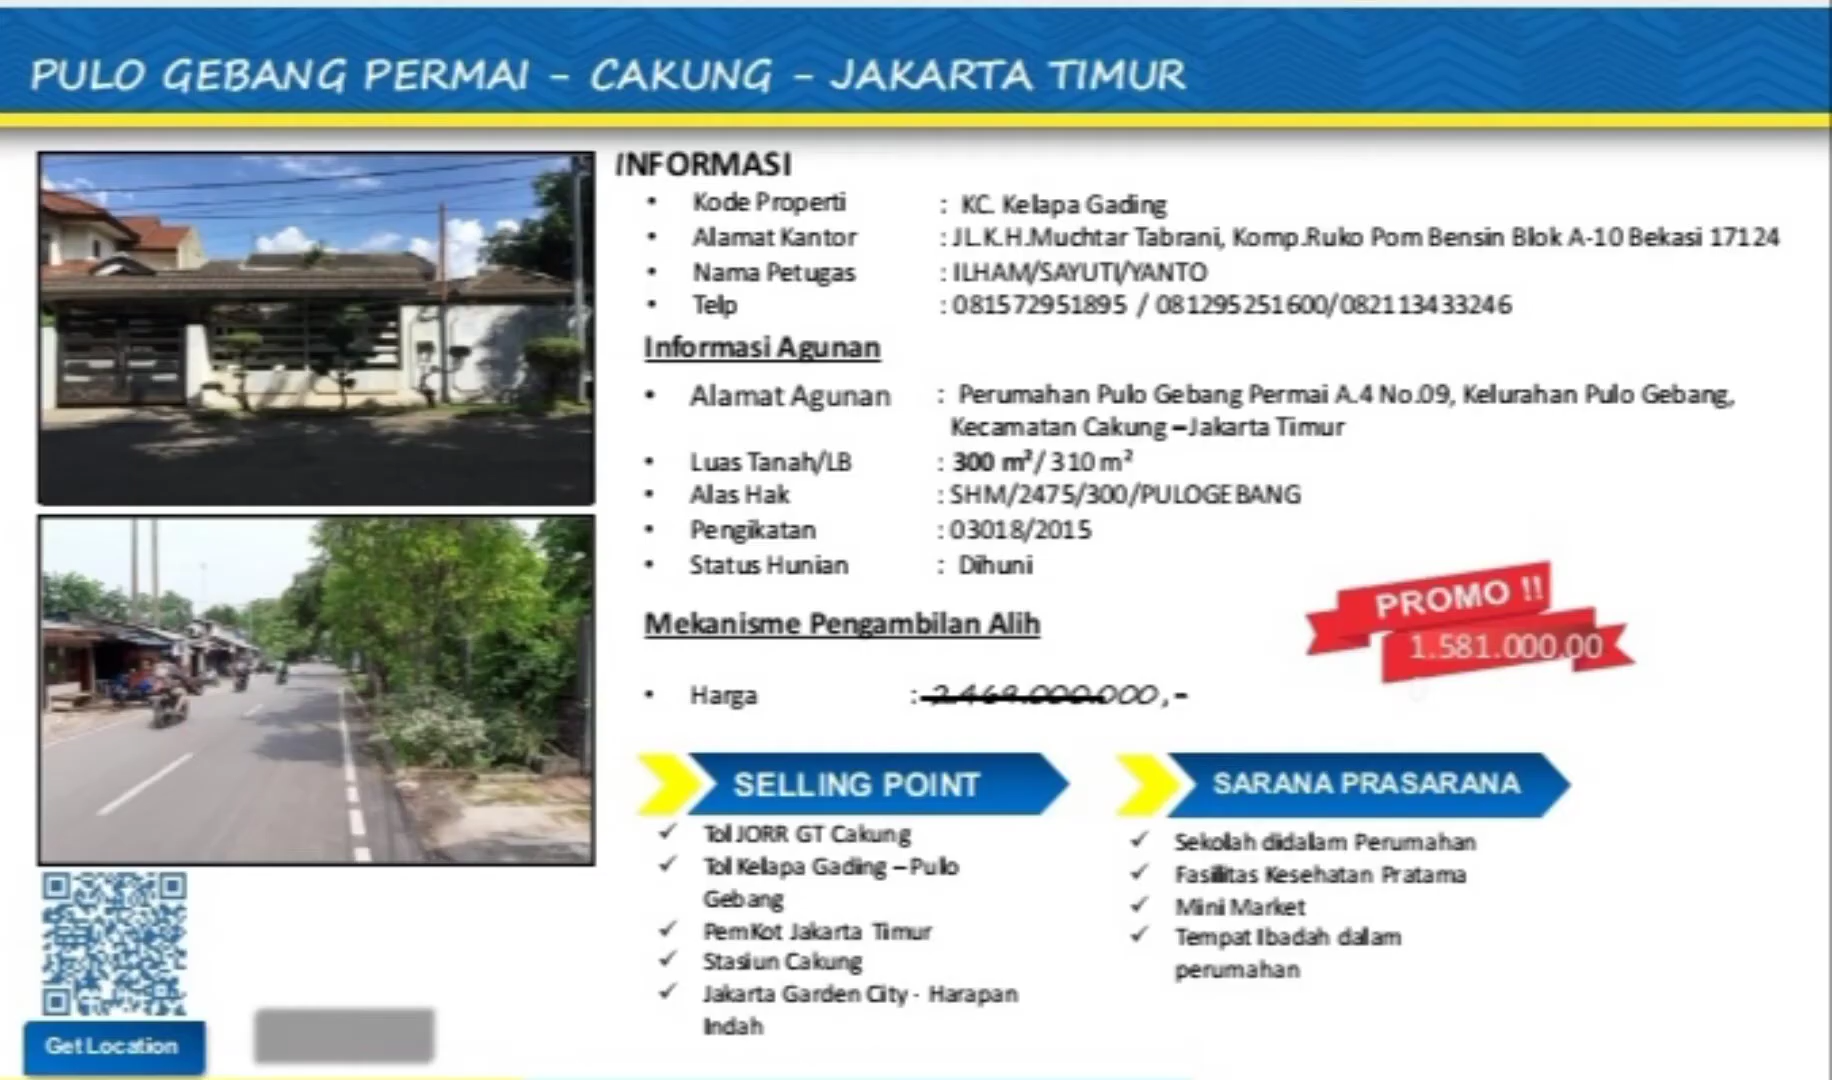 PULO GEBANG PERMAI - CAKUNG - JAKARTA TIMUR
INFORMASI
• Kode Properti : KC. Kelapa Gading
• Alamat Kantor : JL.K.H.Muchtar Tabrani, Komp.Ruko Pom Bensin Blok A-10 Bekasi 17124
• Nama Petugas : ILHAM/SAYUTI/YANTO
• Telp : 081572951895 / 081295251600/082113433246
Informasi Agunan
• Alamat Agunan : Perumahan Pulo Gebang Permai A.4 No.09, Kelurahan Pulo Gebang,
Kecamatan Cakung –Jakarta Timur
• Luas Tanah/LB : 300 m²/ 310 m²
• Alas Hak : SHM/2475/300/PULOGEBANG
• Pengikatan : 03018/2015
• Status Hunian : Dihuni
PROMO !!
1.581.000.00
Mekanisme Pengambilan Alih
• Harga : 2.469.000.000,-
SELLING POINT
✓ Tol JORR GT Cakung
✓ Tol Kelapa Gading – Pulo
Gebang
✓ PemKot Jakarta Timur
✓ Stasiun Cakung
✓ Jakarta Garden City - Harapan
Indah
SARANA PRASARANA
✓ Sekolah didalam Perumahan
✓ Fasilitas Kesehatan Pratama
✓ Mini Market
✓ Tempat Ibadah dalam
perumahan
Get Location